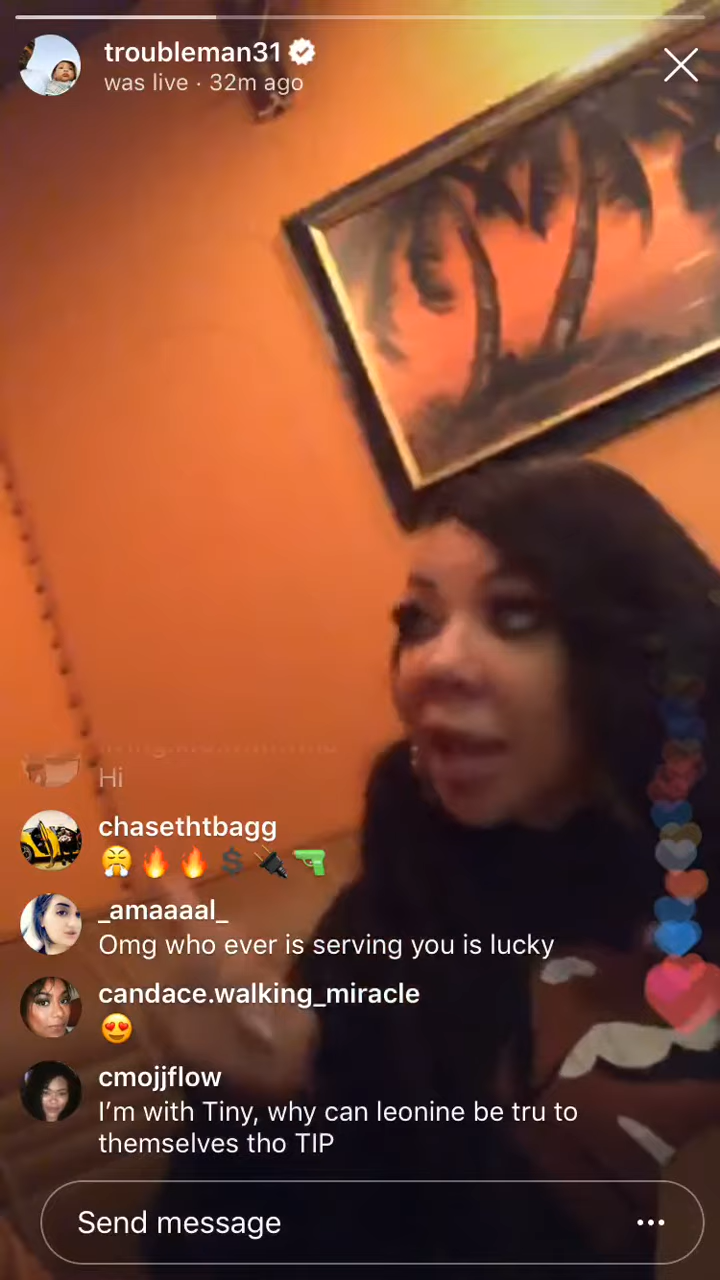 troubleman31
was live · 32m ago
Hi
chasethtbagg
😤🔥🔥💲🔌🔫
_amaaaal_
Omg who ever is serving you is lucky
candace.walking_miracle
😍
cmojjflow
I’m with Tiny, why can leonine be tru to
themselves tho TIP
Send message